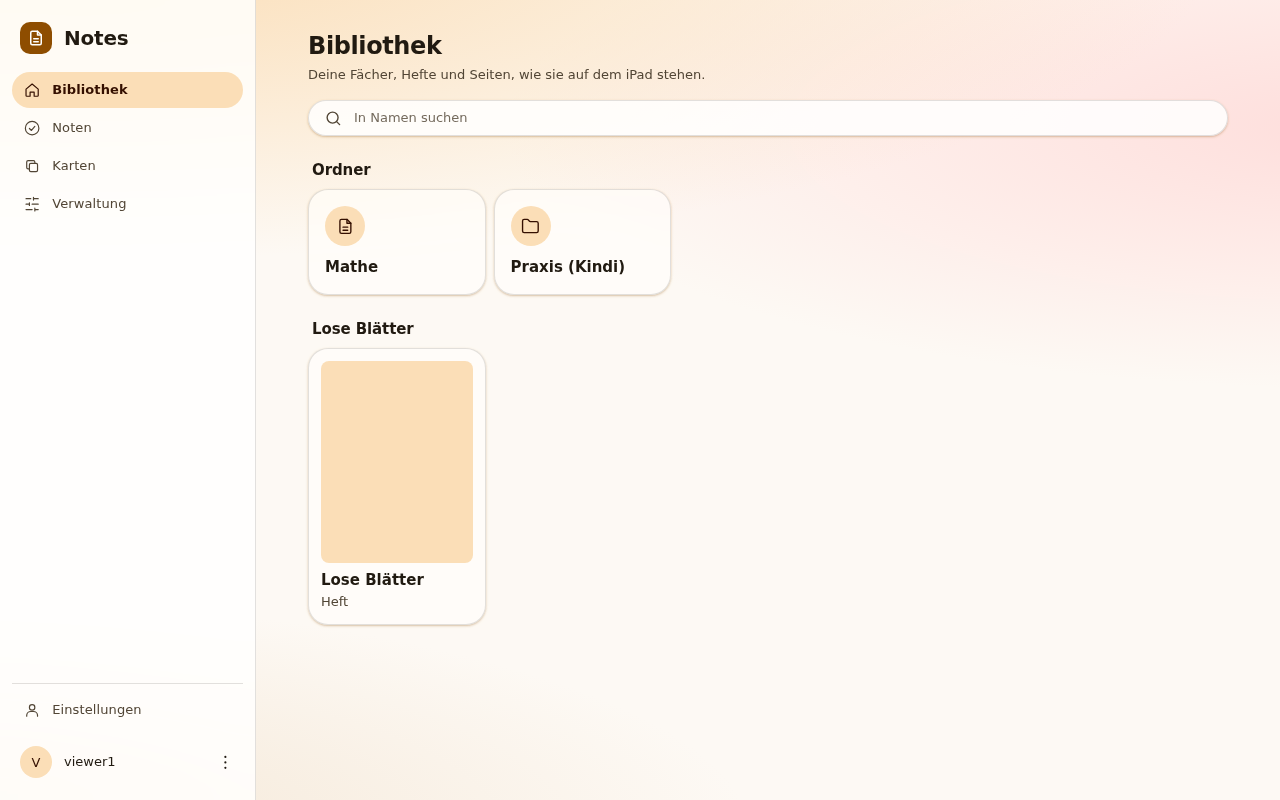 Notes
Bibliothek
Noten
Karten
Verwaltung
Einstellungen
V
viewer1
Bibliothek
Deine Fächer, Hefte und Seiten, wie sie auf dem iPad stehen.
In Namen suchen
Ordner
Mathe
Praxis (Kindi)
Lose Blätter
Lose Blätter
Heft